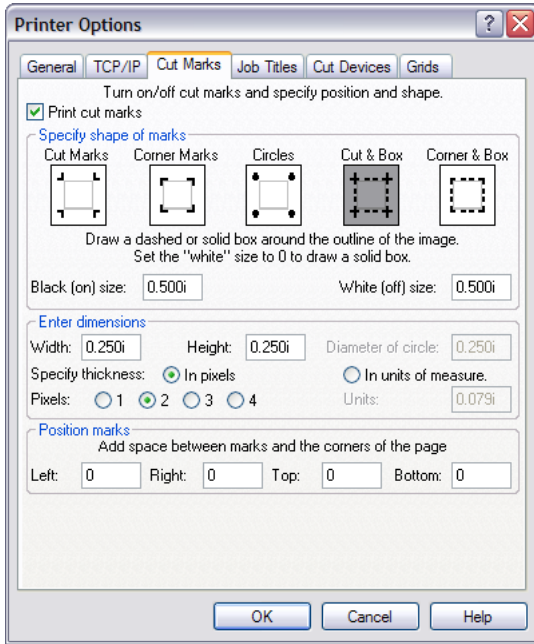 Printer Options
General TCP/IP Cut Marks Job Titles Cut Devices Grids
Turn on/off cut marks and specify position and shape.
Print cut marks
Specify shape of marks
Cut Marks Corner Marks Circles Cut & Box Corner & Box
Draw a dashed or solid box around the outline of the image.
Set the "white" size to 0 to draw a solid box.
Black (on) size: 0.500i White (off) size: 0.500i
Enter dimensions
Width: 0.250i Height: 0.250i Diameter of circle: 0.250i
Specify thickness: In pixels In units of measure.
Pixels: 1 2 3 4 Units: 0.079i
Position marks
Add space between marks and the corners of the page
Left: 0 Right: 0 Top: 0 Bottom: 0
OK Cancel Help